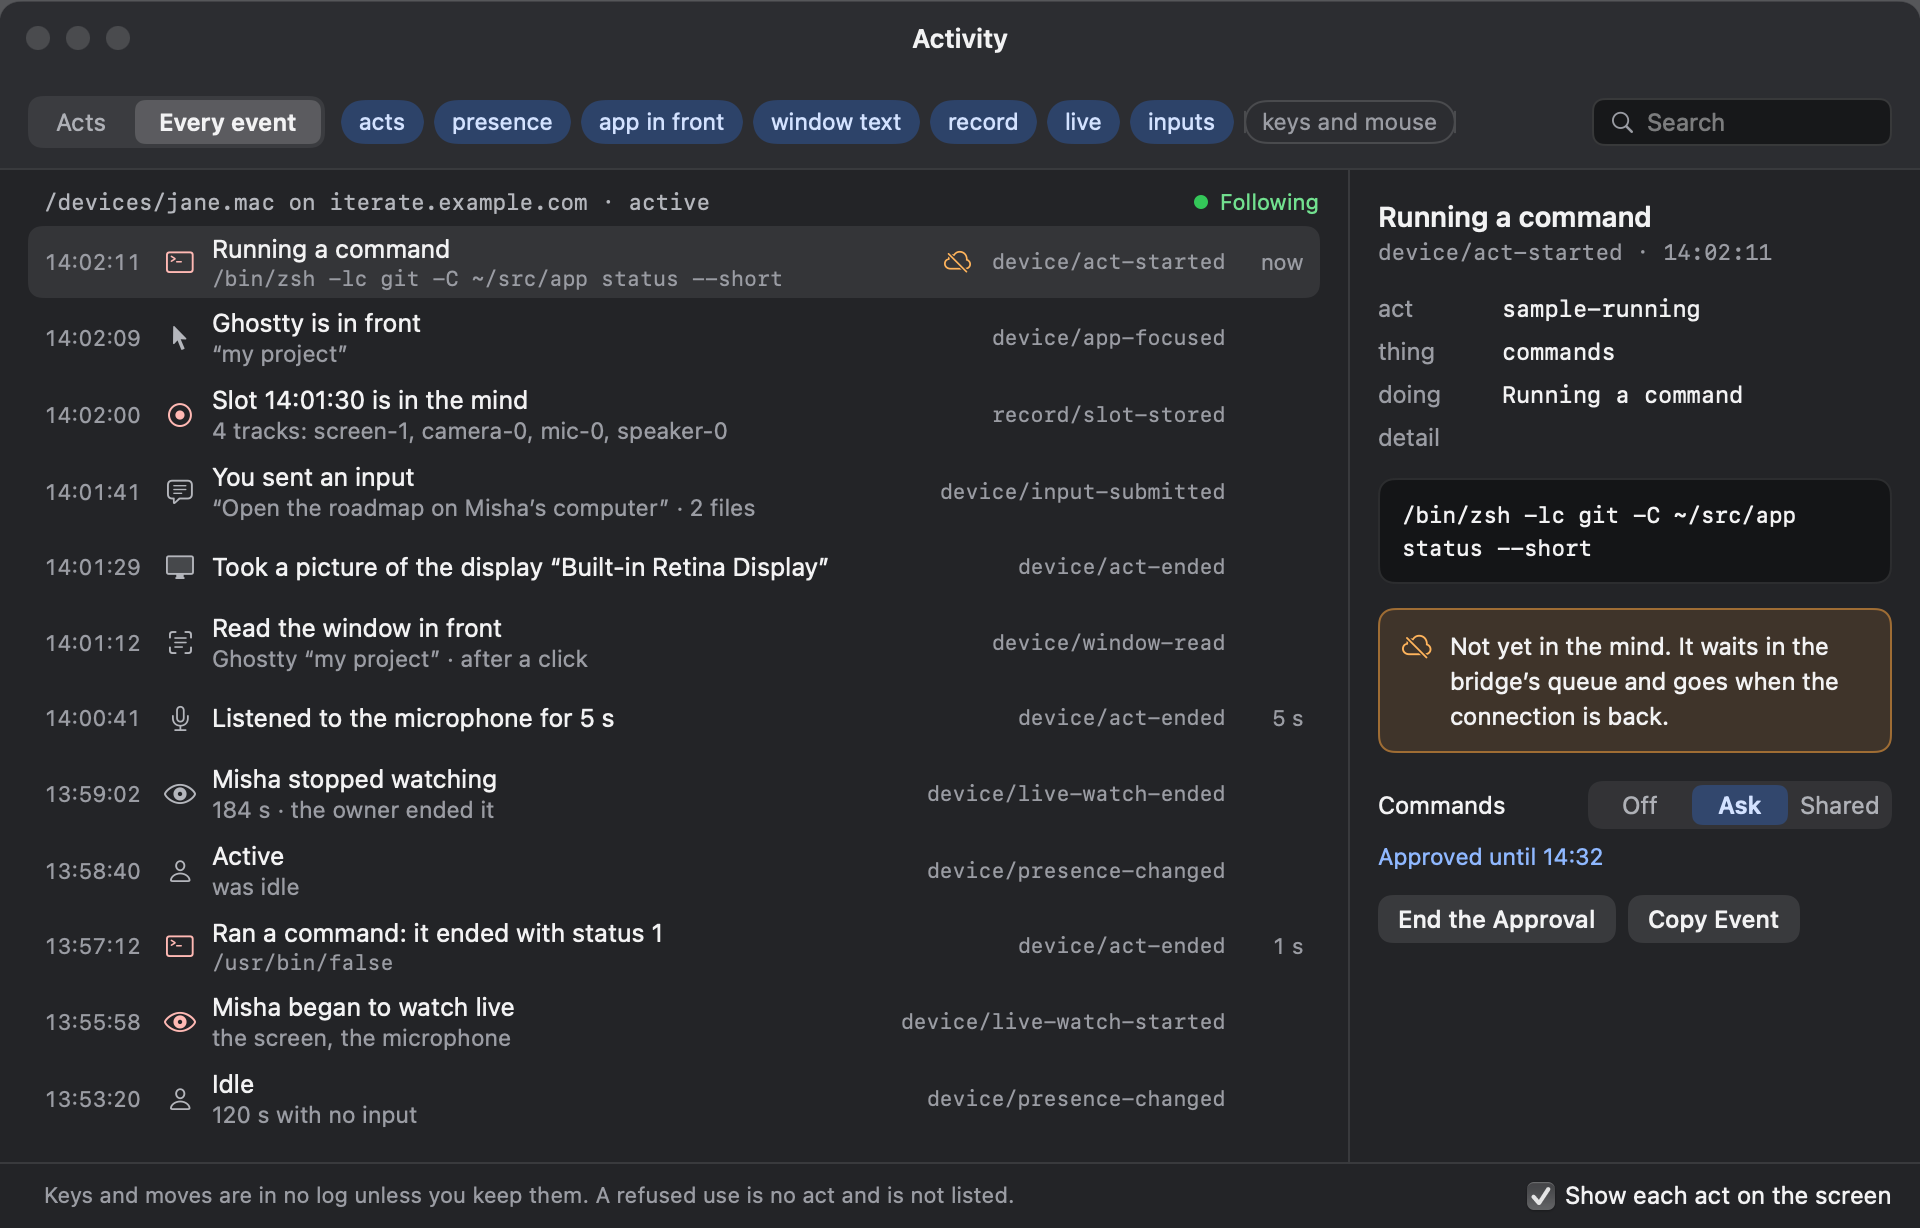 Activity
Acts
Every event
acts
presence
app in front
window text
record
live
inputs
keys and mouse
Search
/devices/jane.mac on iterate.example.com · active
Following
14:02:11
Running a command
/bin/zsh -lc git -C ~/src/app status --short
device/act-started
now
14:02:09
Ghostty is in front
“my project”
device/app-focused
14:02:00
Slot 14:01:30 is in the mind
4 tracks: screen-1, camera-0, mic-0, speaker-0
record/slot-stored
14:01:41
You sent an input
“Open the roadmap on Misha’s computer” · 2 files
device/input-submitted
14:01:29
Took a picture of the display “Built-in Retina Display”
device/act-ended
14:01:12
Read the window in front
Ghostty “my project” · after a click
device/window-read
14:00:41
Listened to the microphone for 5 s
device/act-ended
5 s
13:59:02
Misha stopped watching
184 s · the owner ended it
device/live-watch-ended
13:58:40
Active
was idle
device/presence-changed
13:57:12
Ran a command: it ended with status 1
/usr/bin/false
device/act-ended
1 s
13:55:58
Misha began to watch live
the screen, the microphone
device/live-watch-started
13:53:20
Idle
120 s with no input
device/presence-changed
Running a command
device/act-started · 14:02:11
act sample-running
thing commands
doing Running a command
detail
/bin/zsh -lc git -C ~/src/app
status --short
Not yet in the mind. It waits in the
bridge’s queue and goes when the
connection is back.
Commands
Off
Ask
Shared
Approved until 14:32
End the Approval
Copy Event
Keys and moves are in no log unless you keep them. A refused use is no act and is not listed.
Show each act on the screen